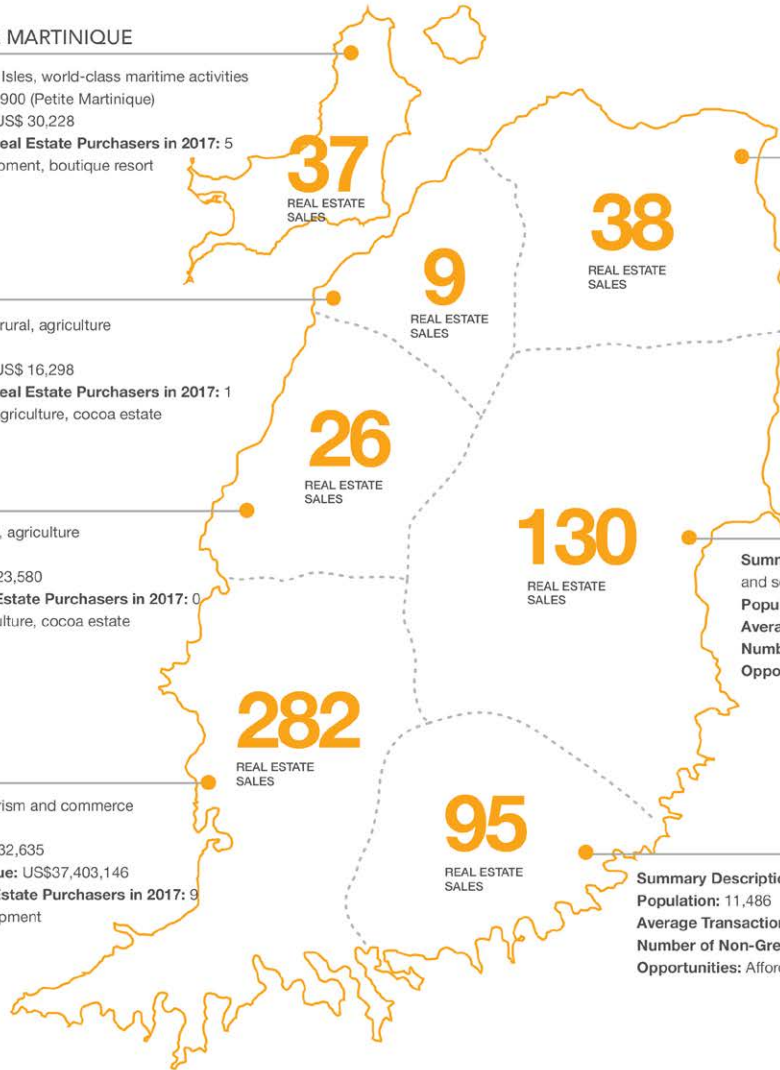 MARTINIQUE
Isles, world-class maritime activities
900 (Petite Martinique)
US$ 30,228
eal Estate Purchasers in 2017: 5
opment, boutique resort
37
REAL ESTATE
SALES
38
REAL ESTATE
SALES
9
REAL ESTATE
SALES
rural, agriculture
US$ 16,298
eal Estate Purchasers in 2017: 1
griculture, cocoa estate
26
REAL ESTATE
SALES
, agriculture
23,580
Estate Purchasers in 2017: 0
ulture, cocoa estate
130
REAL ESTATE
SALES
Summ
and s
Popu
Avera
Numb
Oppo
282
REAL ESTATE
SALES
rism and commerce
32,635
ue: US$37,403,146
Estate Purchasers in 2017: 9
opment
95
REAL ESTATE
SALES
Summary Descriptio
Population: 11,486
Average Transaction
Number of Non-Gre
Opportunities: Affor